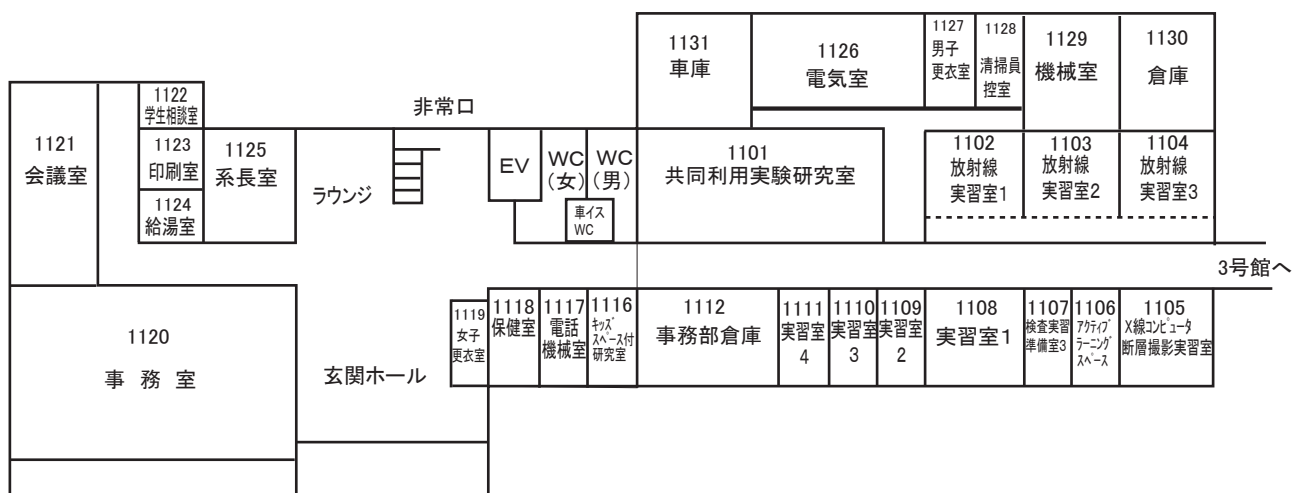 1131
車庫
1126
電気室
1127
男子
更衣室
1128
清掃員
控室
1129
機械室
1130
倉庫
1121
会議室
1122
学生相談室
1123
印刷室
1124
給湯室
1125
系長室
非常口
ラウンジ
EV
WC
(女)
WC
(男)
車イス
WC
1101
共同利用実験研究室
1102
放射線
実習室1
1103
放射線
実習室2
1104
放射線
実習室3
3号館へ
1120
事 務 室
玄関ホール
1119
女子
更衣室
1118
保健室
1117
電話
機械室
1116
キッズ
スペース付
研究室
1112
事務部倉庫
1111
実習室
4
1110
実習室
3
1109
実習室
2
1108
実習室1
1107
検査実習
準備室3
1106
アクティブ
ラーニング
スペース
1105
X線コンピュータ
断層撮影実習室